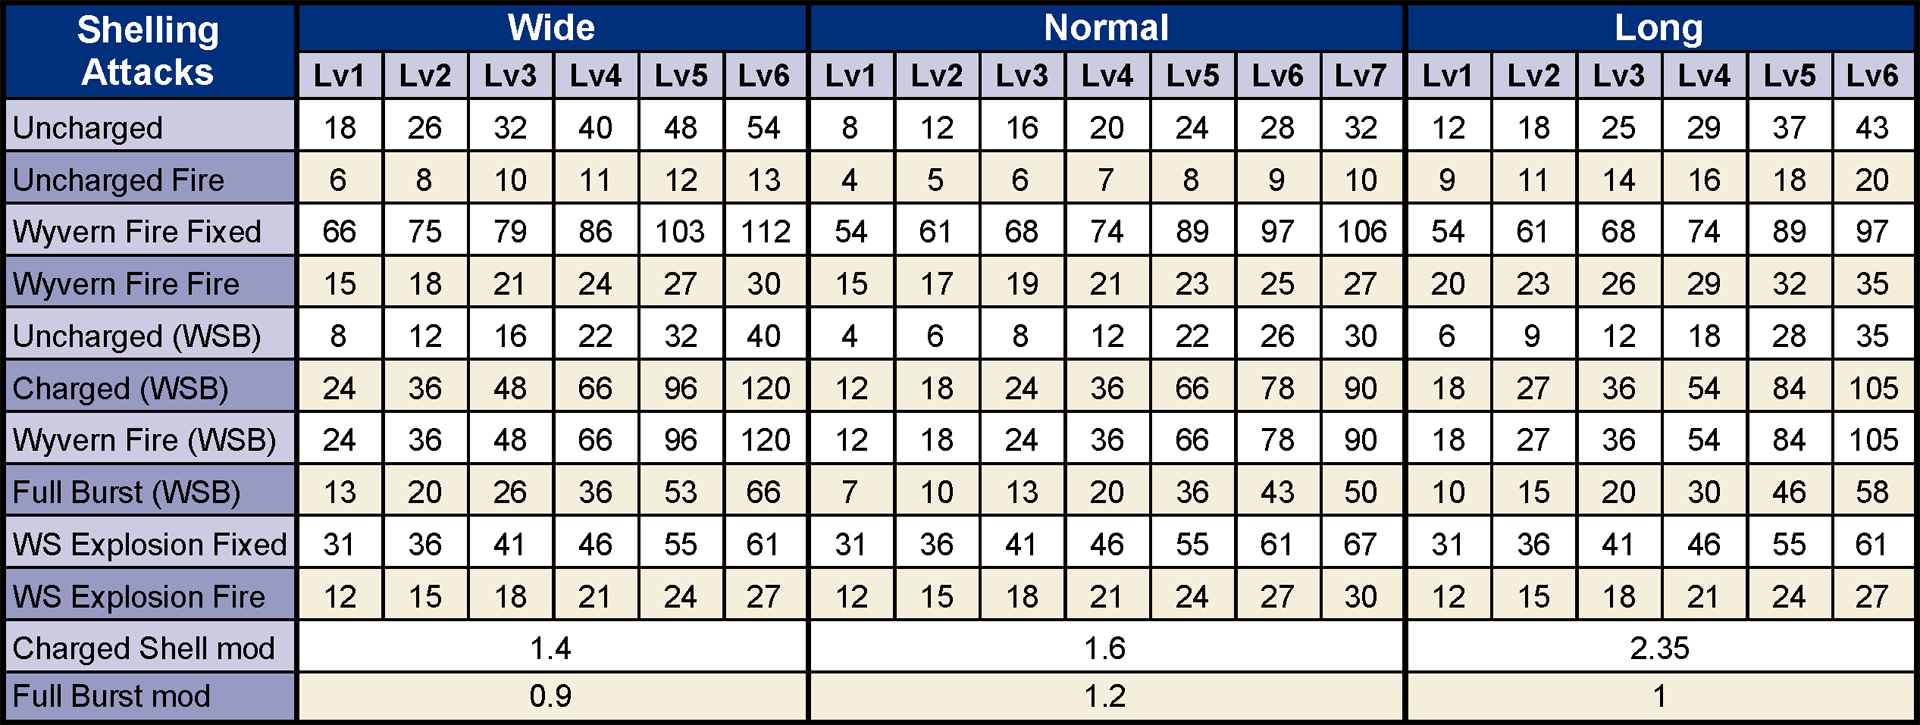 Shelling Attacks Wide Normal Long
Lv1 Lv2 Lv3 Lv4 Lv5 Lv6 Lv1 Lv2 Lv3 Lv4 Lv5 Lv6 Lv7 Lv1 Lv2 Lv3 Lv4 Lv5 Lv6
Uncharged 18 26 32 40 48 54 8 12 16 20 24 28 32 12 18 25 29 37 43
Uncharged Fire 6 8 10 11 12 13 4 5 6 7 8 9 10 9 11 14 16 18 20
Wyvern Fire Fixed 66 75 79 86 103 112 54 61 68 74 89 97 106 54 61 68 74 89 97
Wyvern Fire Fire 15 18 21 24 27 30 15 17 19 21 23 25 27 20 23 26 29 32 35
Uncharged (WSB) 8 12 16 22 32 40 4 6 8 12 22 26 30 6 9 12 18 28 35
Charged (WSB) 24 36 48 66 96 120 12 18 24 36 66 78 90 18 27 36 54 84 105
Wyvern Fire (WSB) 24 36 48 66 96 120 12 18 24 36 66 78 90 18 27 36 54 84 105
Full Burst (WSB) 13 20 26 36 53 66 7 10 13 20 36 43 50 10 15 20 30 46 58
WS Explosion Fixed 31 36 41 46 55 61 31 36 41 46 55 61 67 31 36 41 46 55 61
WS Explosion Fire 12 15 18 21 24 27 12 15 18 21 24 27 30 12 15 18 21 24 27
Charged Shell mod 1.4 1.6 2.35
Full Burst mod 0.9 1.2 1